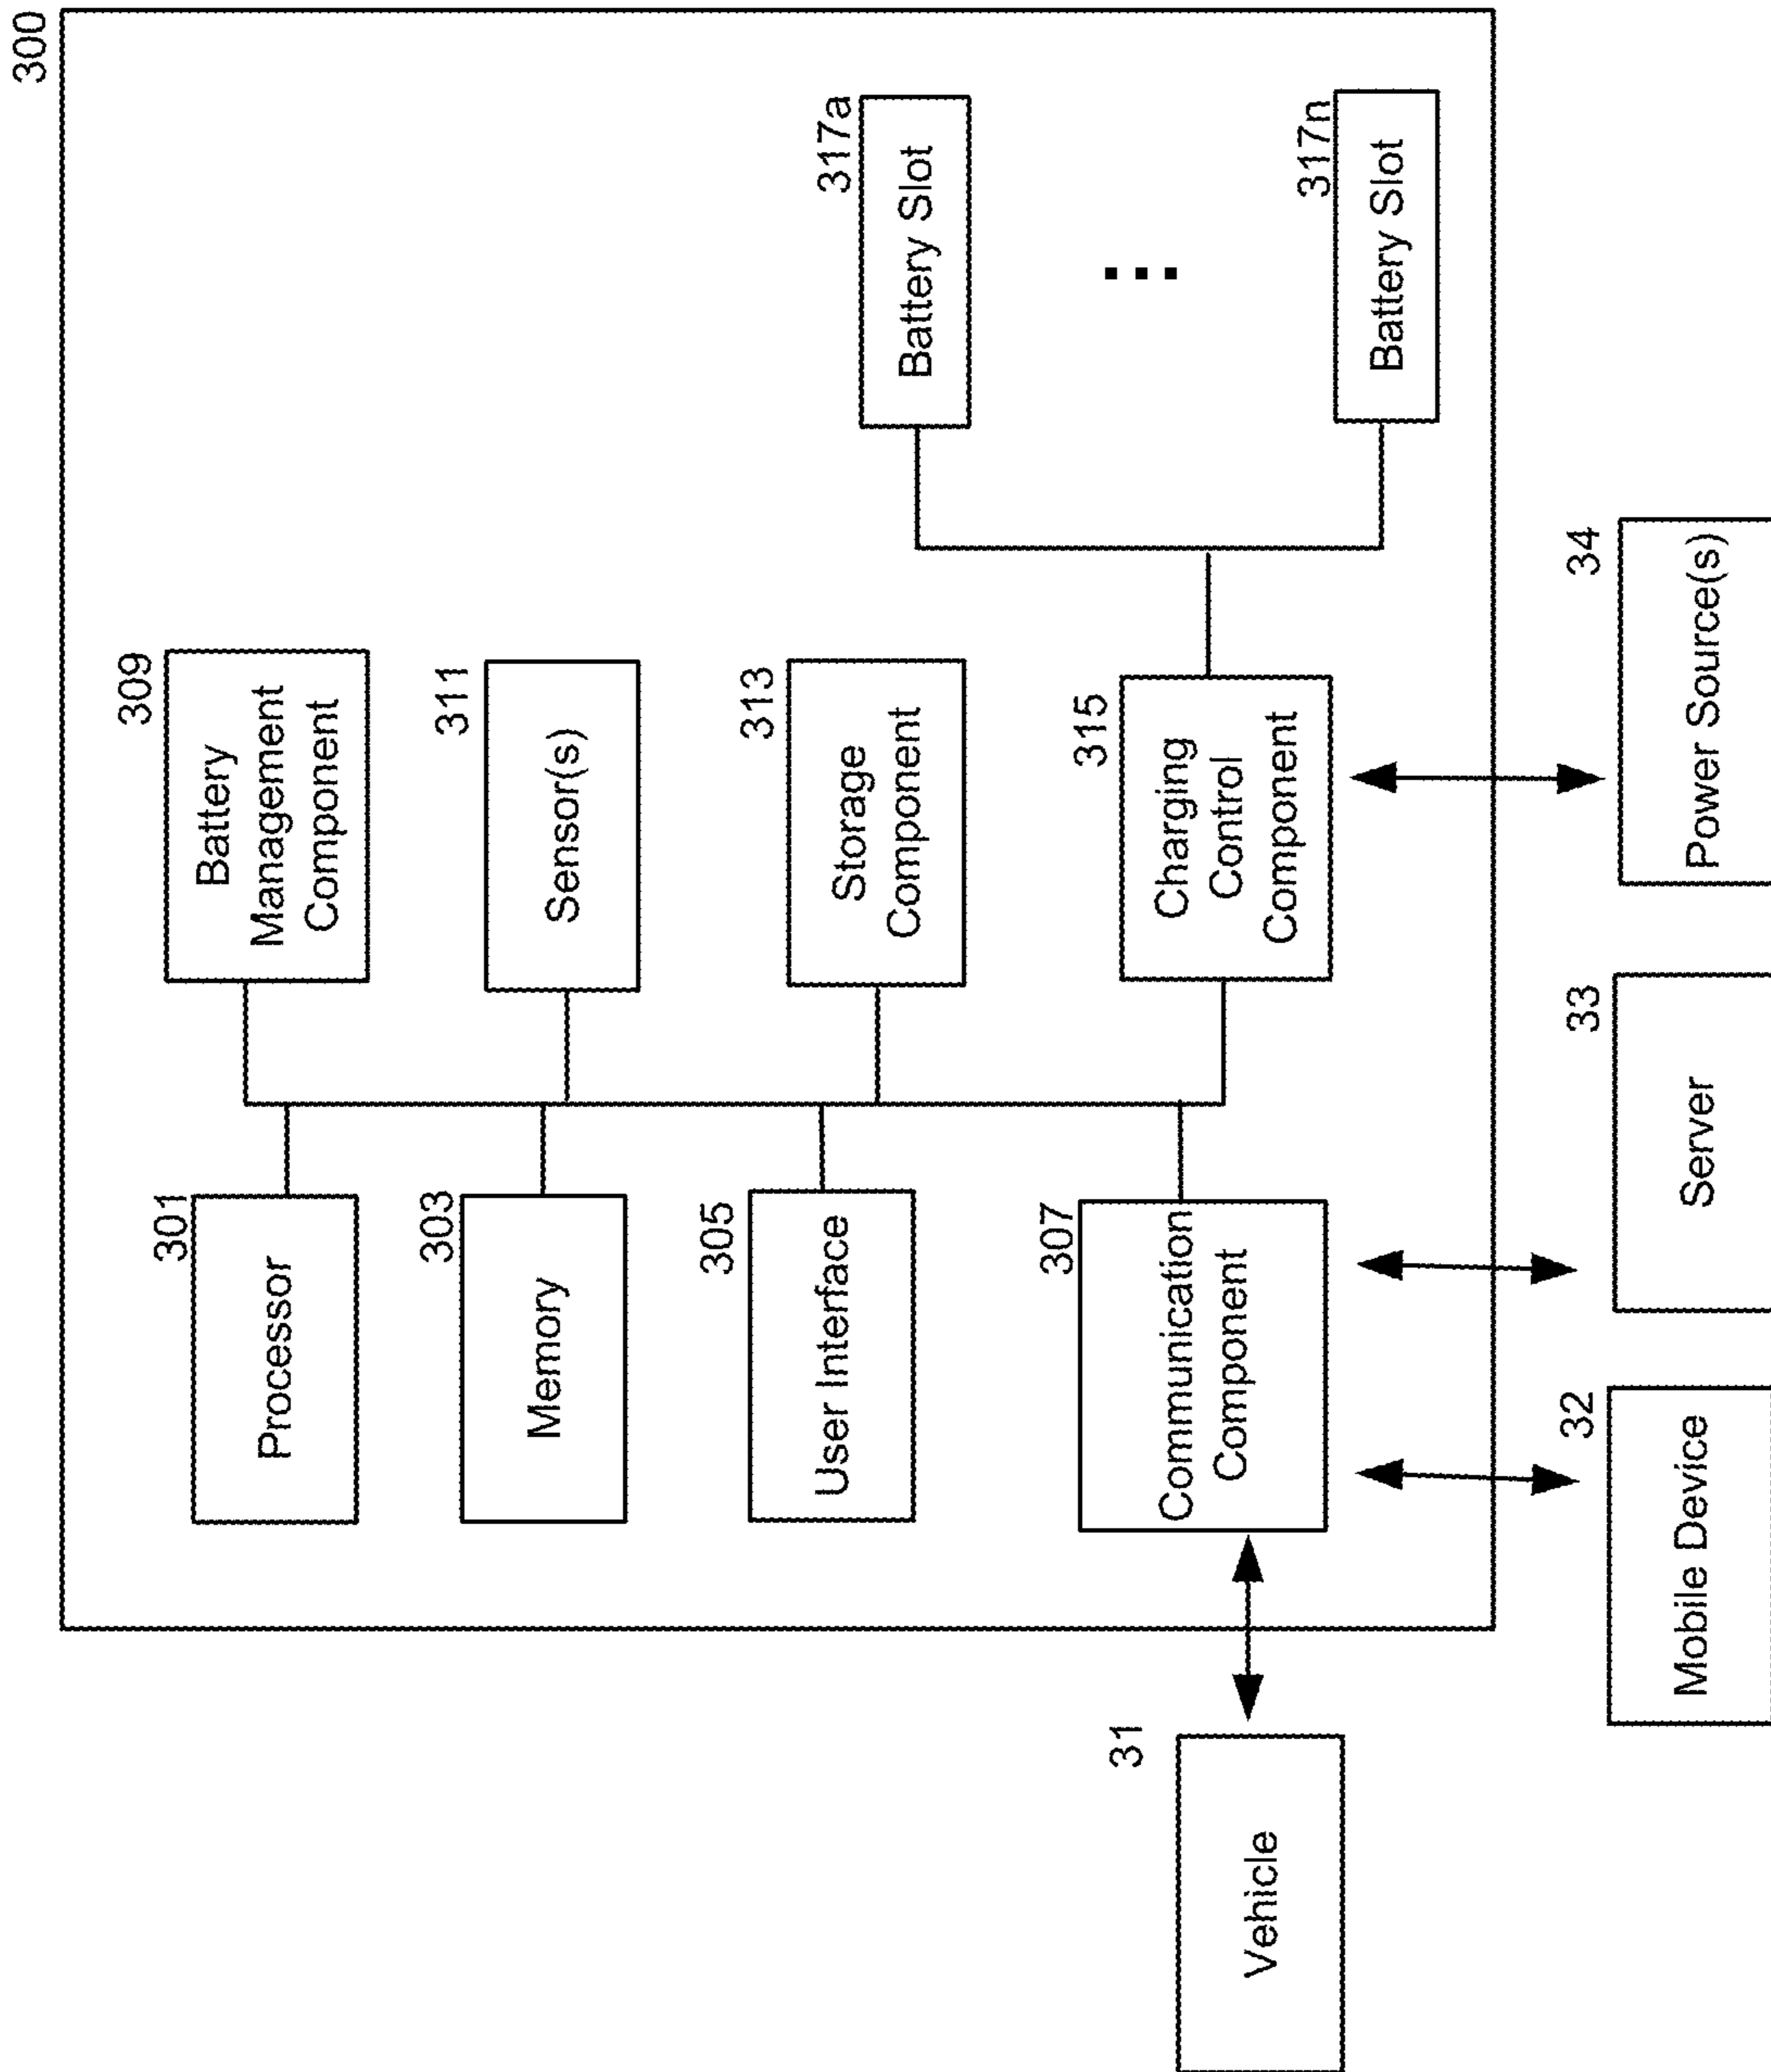 300
301
Processor
309
Battery
Management
Component
303
Memory
311
Sensor(s)
305
User Interface
313
Storage
Component
317a
Battery Slot
307
Communication
Component
315
Charging
Control
Component
317n
Battery Slot
31
Vehicle
32
Mobile Device
33
Server
34
Power Source(s)